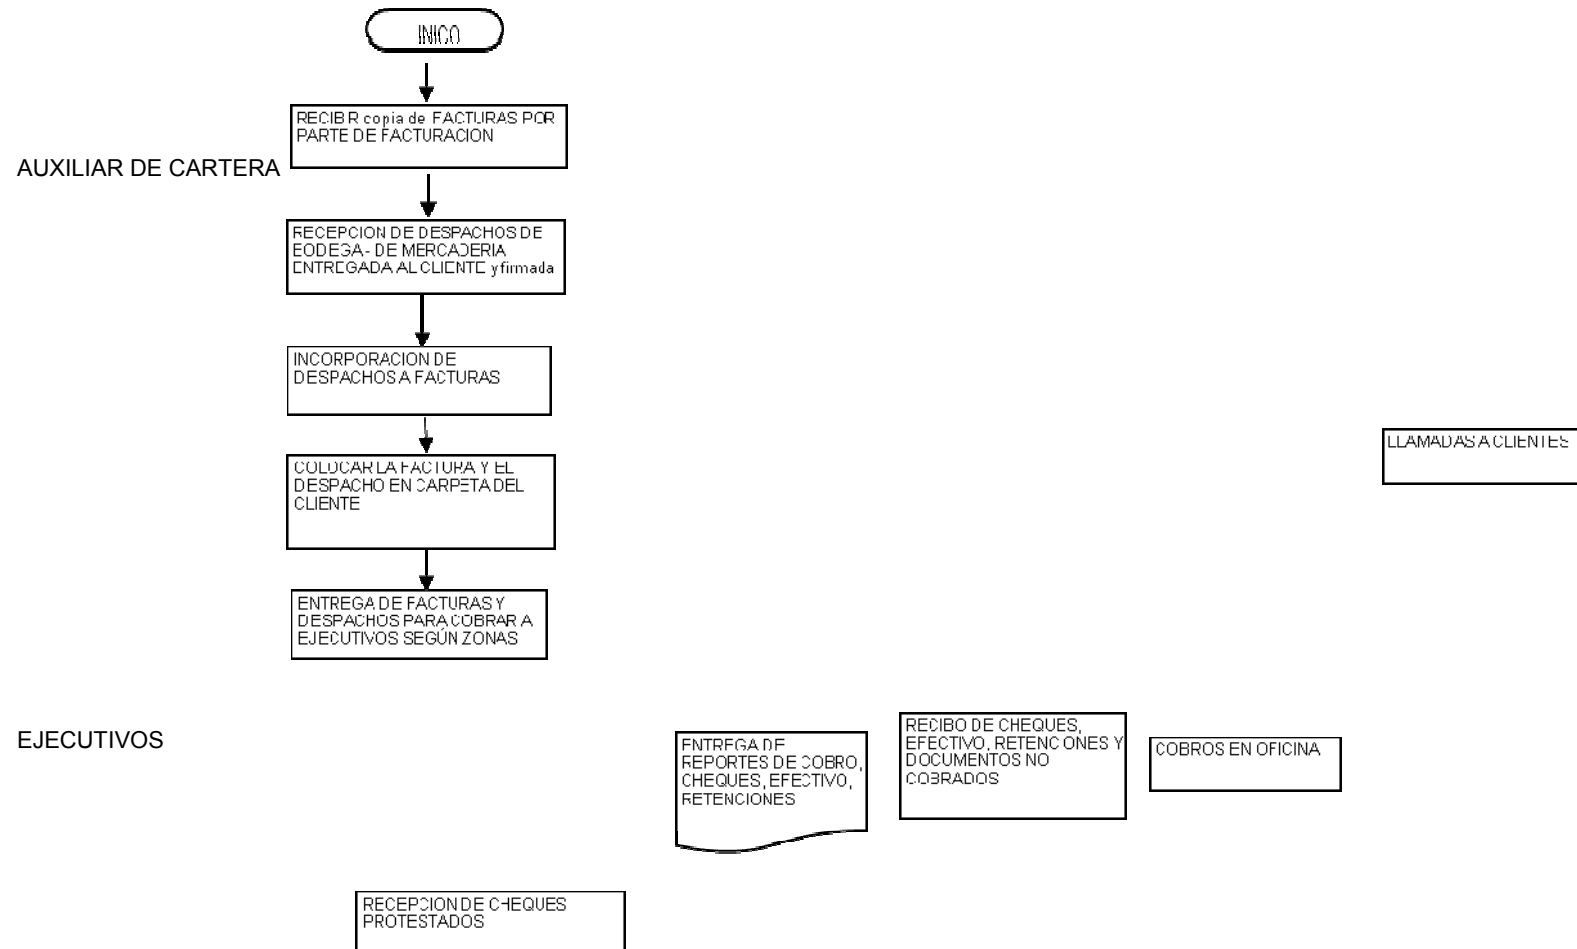 INICO
RECIBIR copia de FACTURAS POR
PARTE DE FACTURACION
AUXILIAR DE CARTERA
RECEPCION DE DESPACHOS DE
BODEGA- DE MERCADERIA
ENTREGADA AL CLIENTE y firmada
INCORPORACION DE
DESPACHOS A FACTURAS
LLAMADAS A CLIENTES
COLOCAR LA FACTURA Y EL
DESPACHO EN CARPETA DEL
CLIENTE
ENTREGA DE FACTURAS Y
DESPACHOS PARA COBRAR A
EJECUTIVOS SEGÚN ZONAS
EJECUTIVOS
ENTREGA DE
REPORTES DE COBRO,
CHEQUES, EFECTIVO,
RETENCIONES
RECIBO DE CHEQUES,
EFECTIVO, RETENCIONES Y
DOCUMENTOS NO
COBRADOS
COBROS EN OFICINA
RECEPCION DE CHEQUES
PROTESTADOS